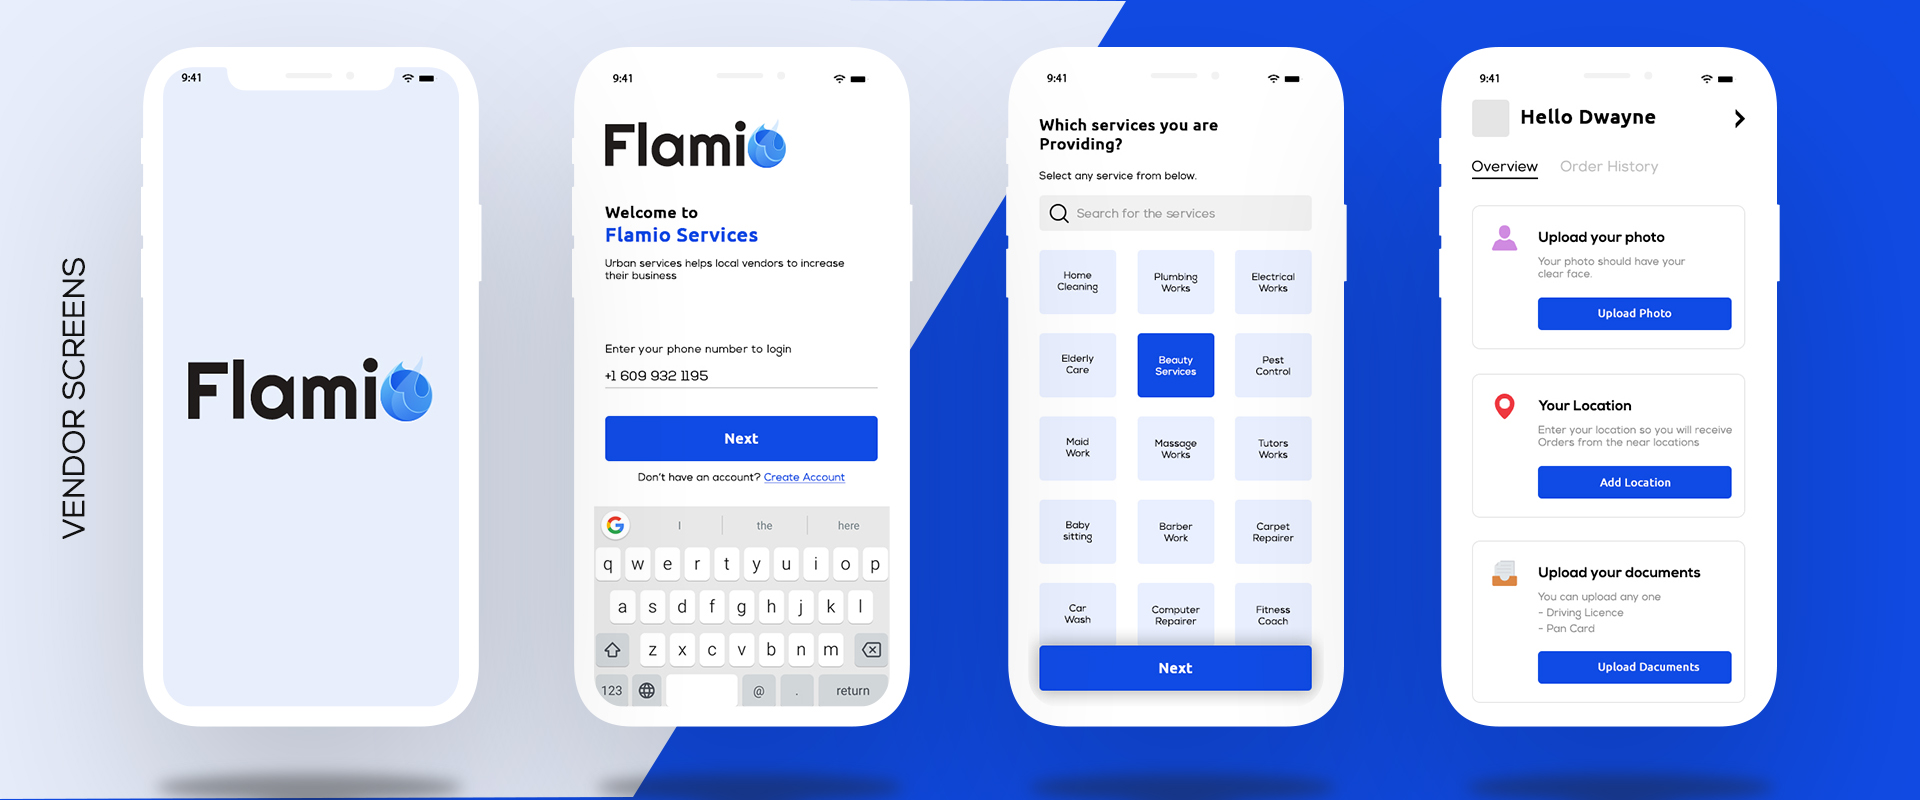 VENDOR SCREENS
9:41
Flamio
9:41
Flamio
Welcome to
Flamio Services
Urban services helps local vendors to increase
their business
Enter your phone number to login
+1 609 932 1195
Next
Don't have an account? Create Account
G I the here
q w e r t y u i o p
a s d f g h j k l
z x c v b n m
123 @ . return
9:41
Which services you are
Providing?
Select any service from below.
Search for the services
Home
Cleaning
Plumbing
Works
Electrical
Works
Elderly
Care
Beauty
Services
Pest
Control
Maid
Work
Massage
Works
Tutors
Works
Baby
sitting
Barber
Work
Carpet
Repairer
Car
Wash
Computer
Repairer
Fitness
Coach
Next
9:41
Hello Dwayne
Overview Order History
Upload your photo
Your photo should have your
clear face.
Upload Photo
Your Location
Enter your location so you will receive
Orders from the near locations
Add Location
Upload your documents
You can upload any one
- Driving Licence
- Pan Card
Upload Dacuments